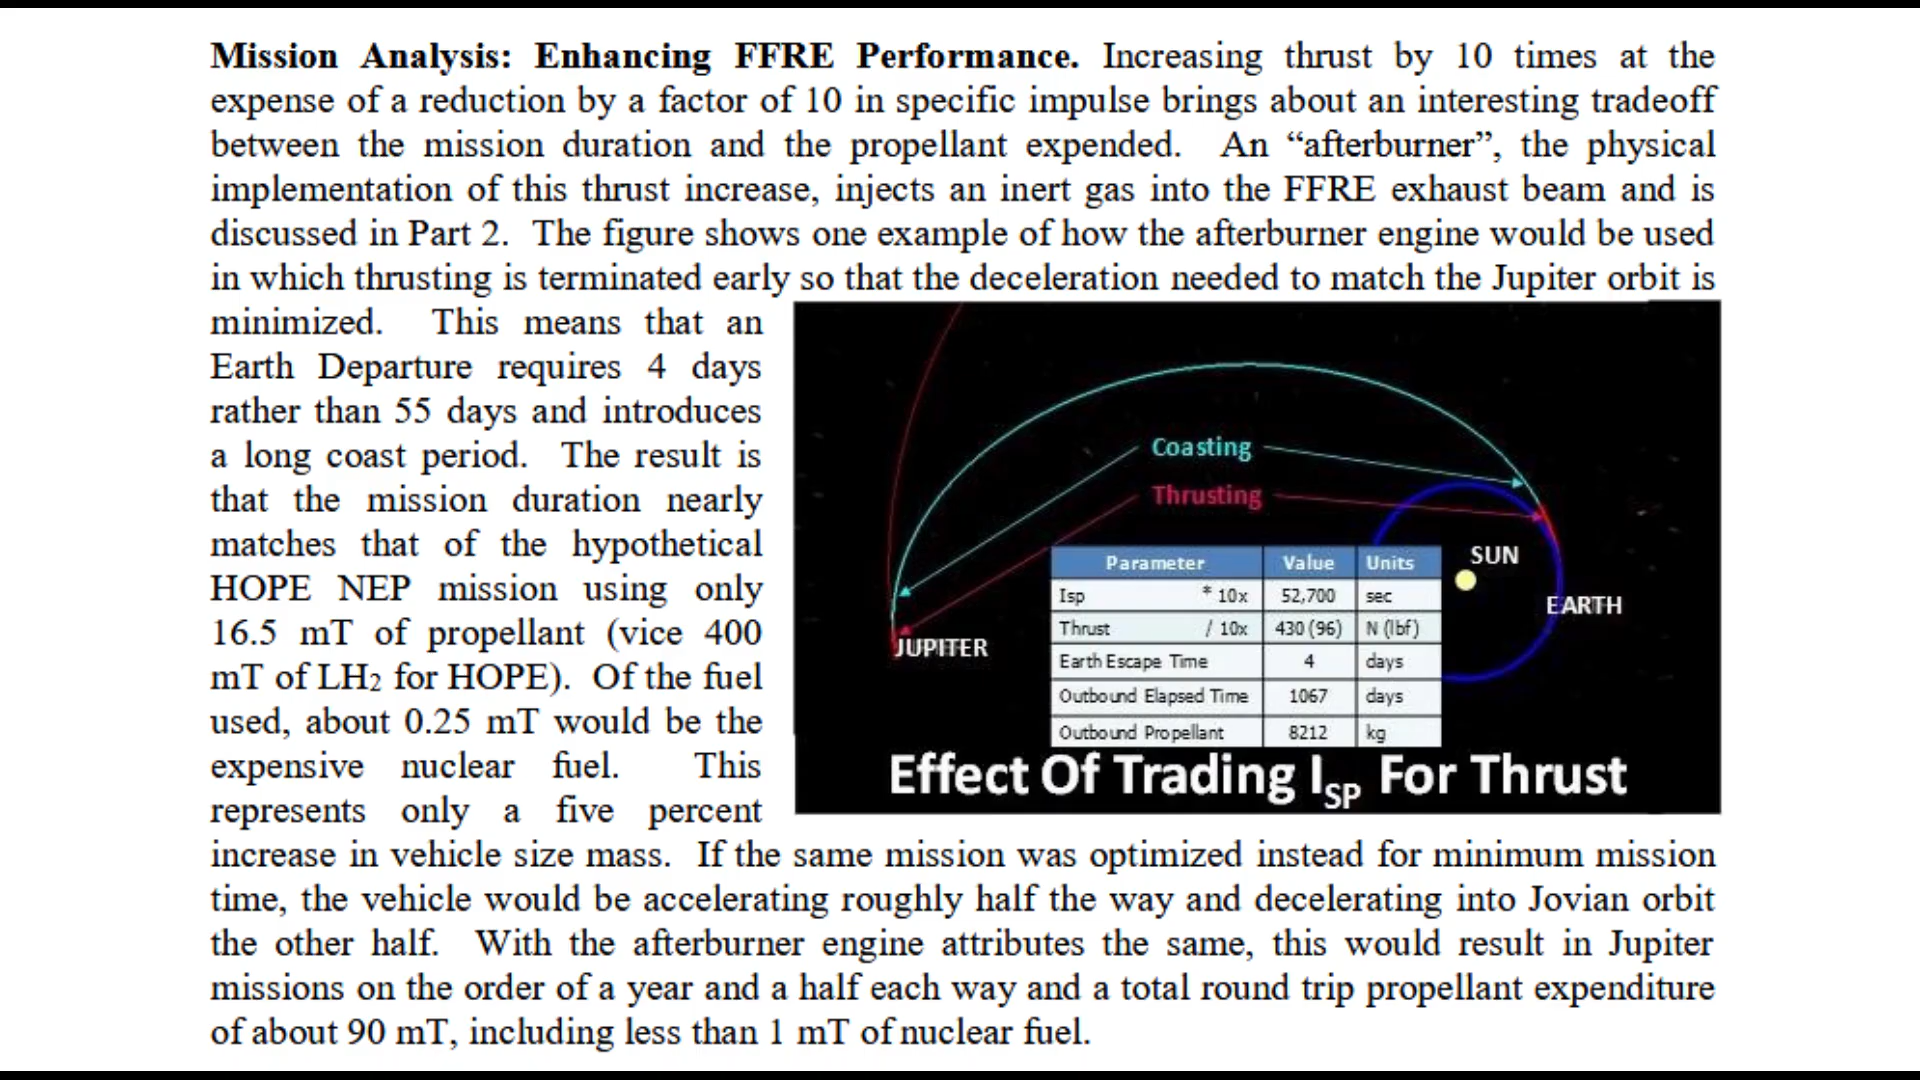 Mission Analysis: Enhancing FFRE Performance. Increasing thrust by 10 times at the
expense of a reduction by a factor of 10 in specific impulse brings about an interesting tradeoff
between the mission duration and the propellant expended. An “afterburner”, the physical
implementation of this thrust increase, injects an inert gas into the FFRE exhaust beam and is
discussed in Part 2. The figure shows one example of how the afterburner engine would be used
in which thrusting is terminated early so that the deceleration needed to match the Jupiter orbit is
minimized. This means that an
Earth Departure requires 4 days
rather than 55 days and introduces
a long coast period. The result is
that the mission duration nearly
matches that of the hypothetical
HOPE NEP mission using only
16.5 mT of propellant (vice 400
mT of LH2 for HOPE). Of the fuel
used, about 0.25 mT would be the
expensive nuclear fuel. This
represents only a five percent
increase in vehicle size mass. If the same mission was optimized instead for minimum mission
time, the vehicle would be accelerating roughly half the way and decelerating into Jovian orbit
the other half. With the afterburner engine attributes the same, this would result in Jupiter
missions on the order of a year and a half each way and a total round trip propellant expenditure
of about 90 mT, including less than 1 mT of nuclear fuel.
Coasting
Thrusting
SUN
EARTH
JUPITER
Parameter Value Units
Isp * 10x 52,700 sec
Thrust / 10x 430 (96) N (lbf)
Earth Escape Time 4 days
Outbound Elapsed Time 1067 days
Outbound Propellant 8212 kg
Effect Of Trading ISP For Thrust